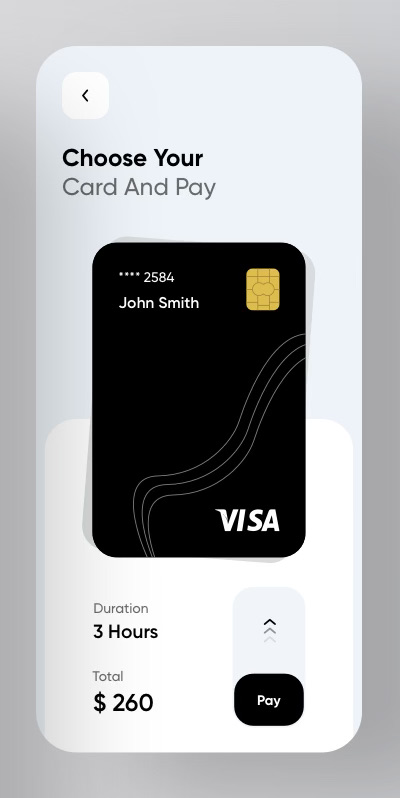 Choose Your
Card And Pay
**** 2584
John Smith
VISA
Duration
3 Hours
Total
$ 260
Pay